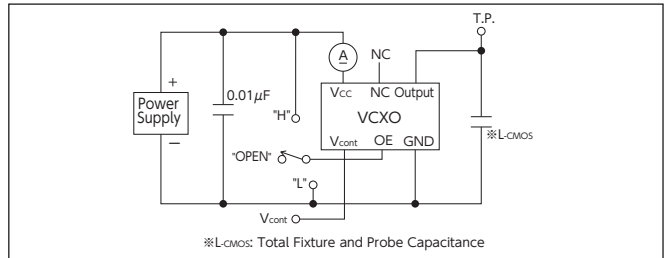 T.P.
A
NC
+
Power
Supply
−
0.01μF
"H"
Vcc
NC Output
VCXO
Vcont
OE
GND
※L-CMOS
"OPEN"
"L"
Vcont
※L-CMOS: Total Fixture and Probe Capacitance